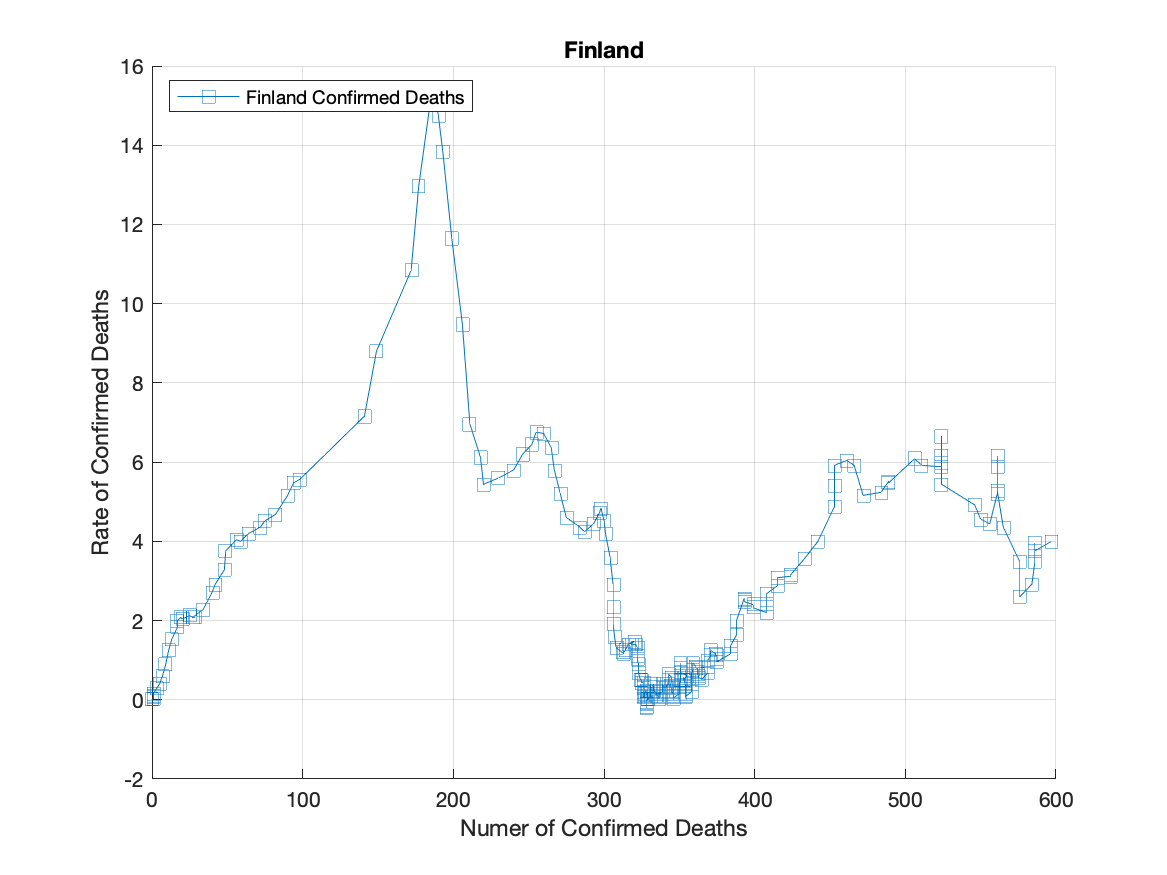 Finland
Finland Confirmed Deaths
16
14
12
10
8
6
4
2
0
-2
Rate of Confirmed Deaths
0 100 200 300 400 500 600
Numer of Confirmed Deaths